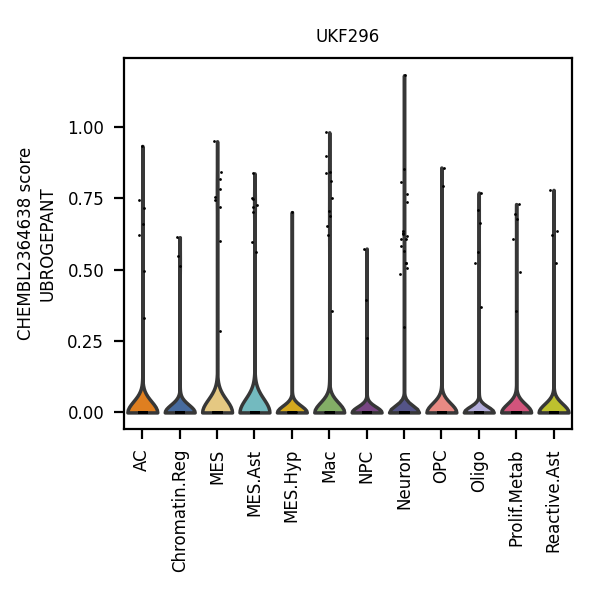 UKF296
CHEMBL2364638 score
UBROGEPANT
1.00
0.75
0.50
0.25
0.00
AC
Chromatin.Reg
MES
MES.Ast
MES.Hyp
Mac
NPC
Neuron
OPC
Oligo
Prolif.Metab
Reactive.Ast